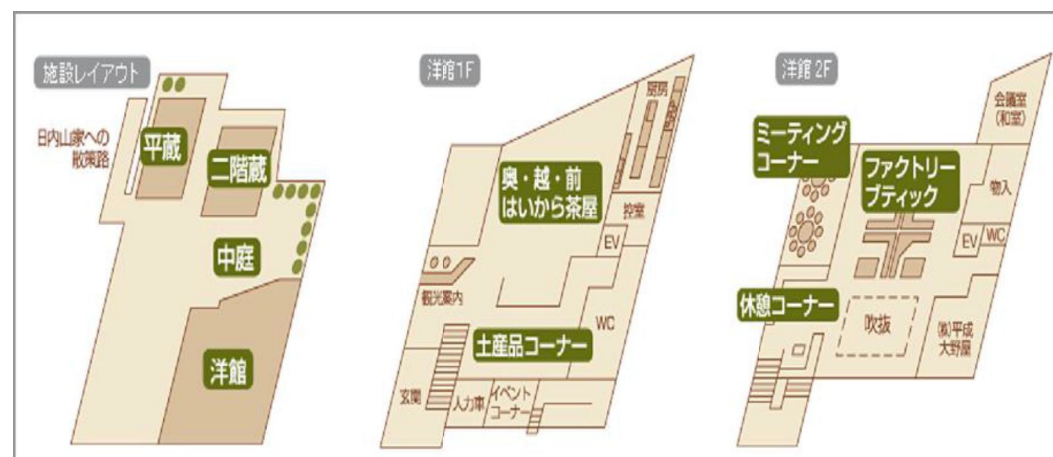 施設レイアウト
日内山家への
散策路
平蔵
二階蔵
中庭
洋館
洋館1F
厨房
奥・越・前
はいから茶屋
控室
EV
観光案内
WC
土産品コーナー
玄関
人力車
イベント
コーナー
洋館2F
会議室
(和室)
ミーティング
コーナー
ファクトリー
ブティック
物入
EV
WC
休憩コーナー
吹抜
㈱平成
大野屋